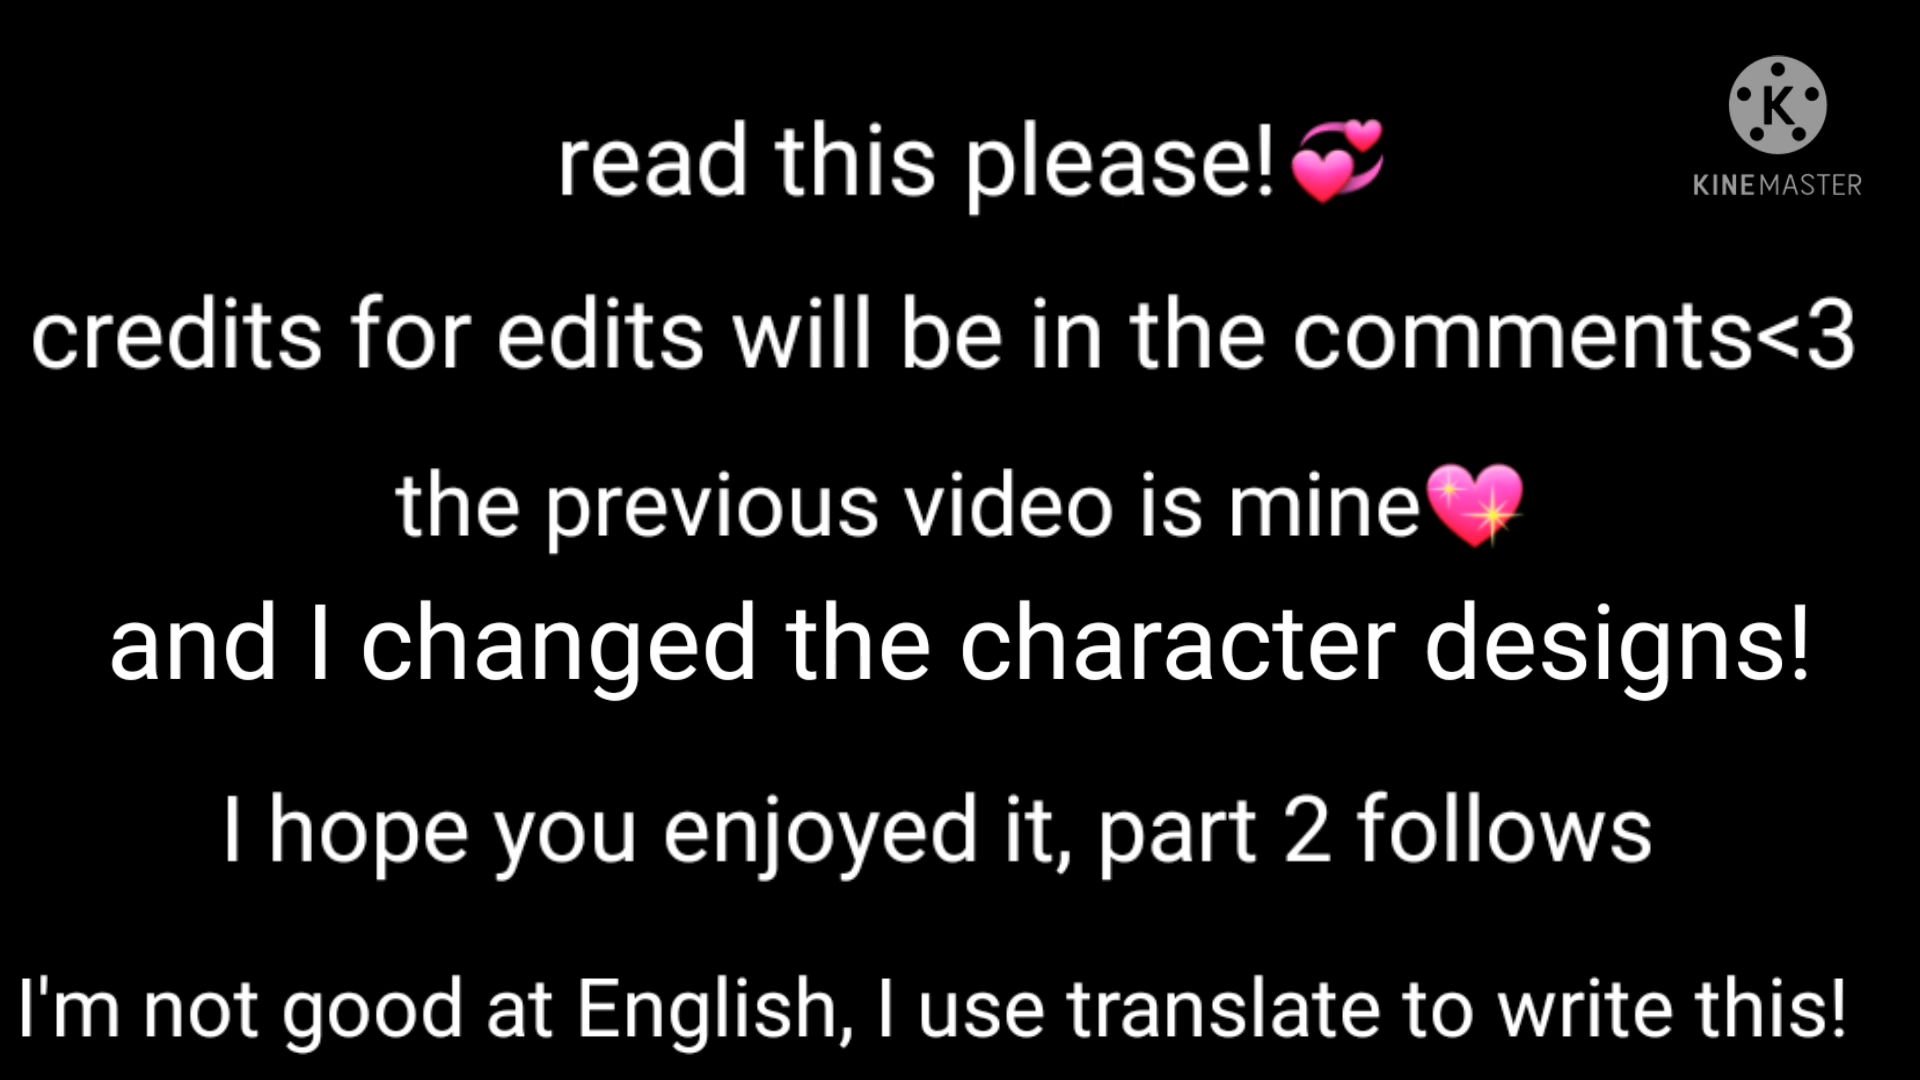 read this please!💞
KINEMASTER
credits for edits will be in the comments<3
the previous video is mine💖
and I changed the character designs!
I hope you enjoyed it, part 2 follows
I'm not good at English, I use translate to write this!